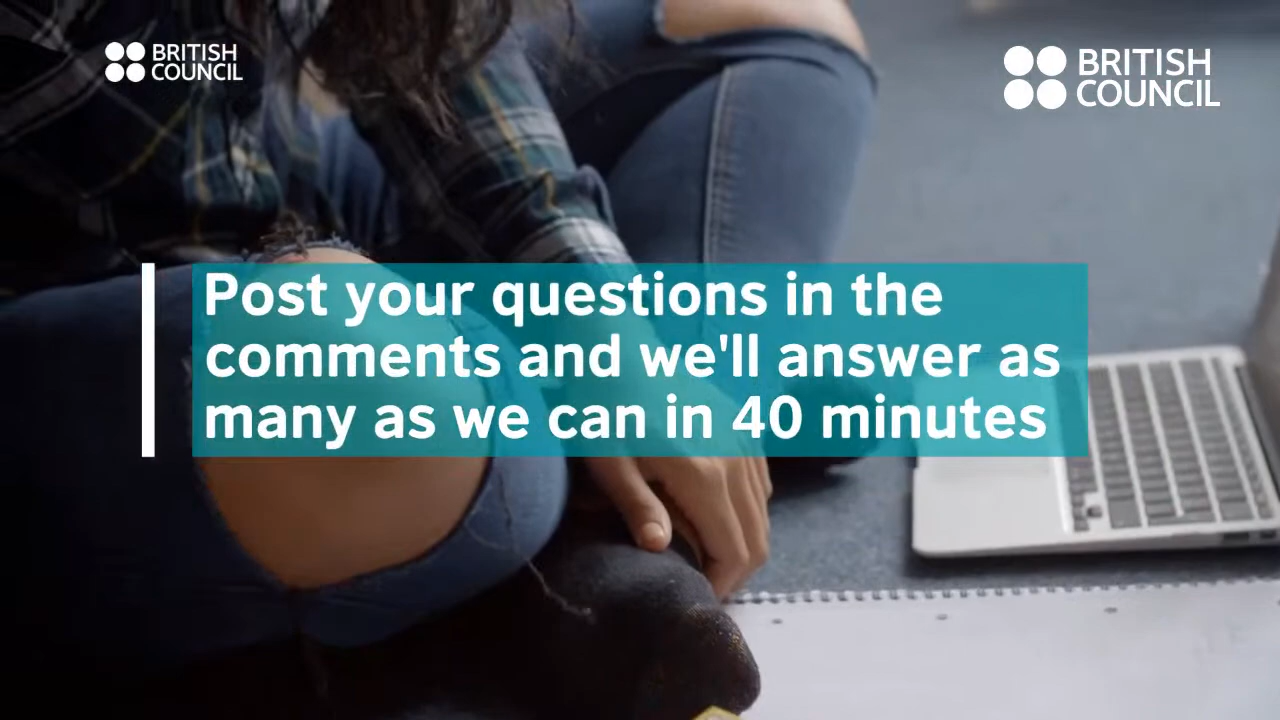 BRITISH
COUNCIL
BRITISH
COUNCIL
Post your questions in the
comments and we'll answer as
many as we can in 40 minutes